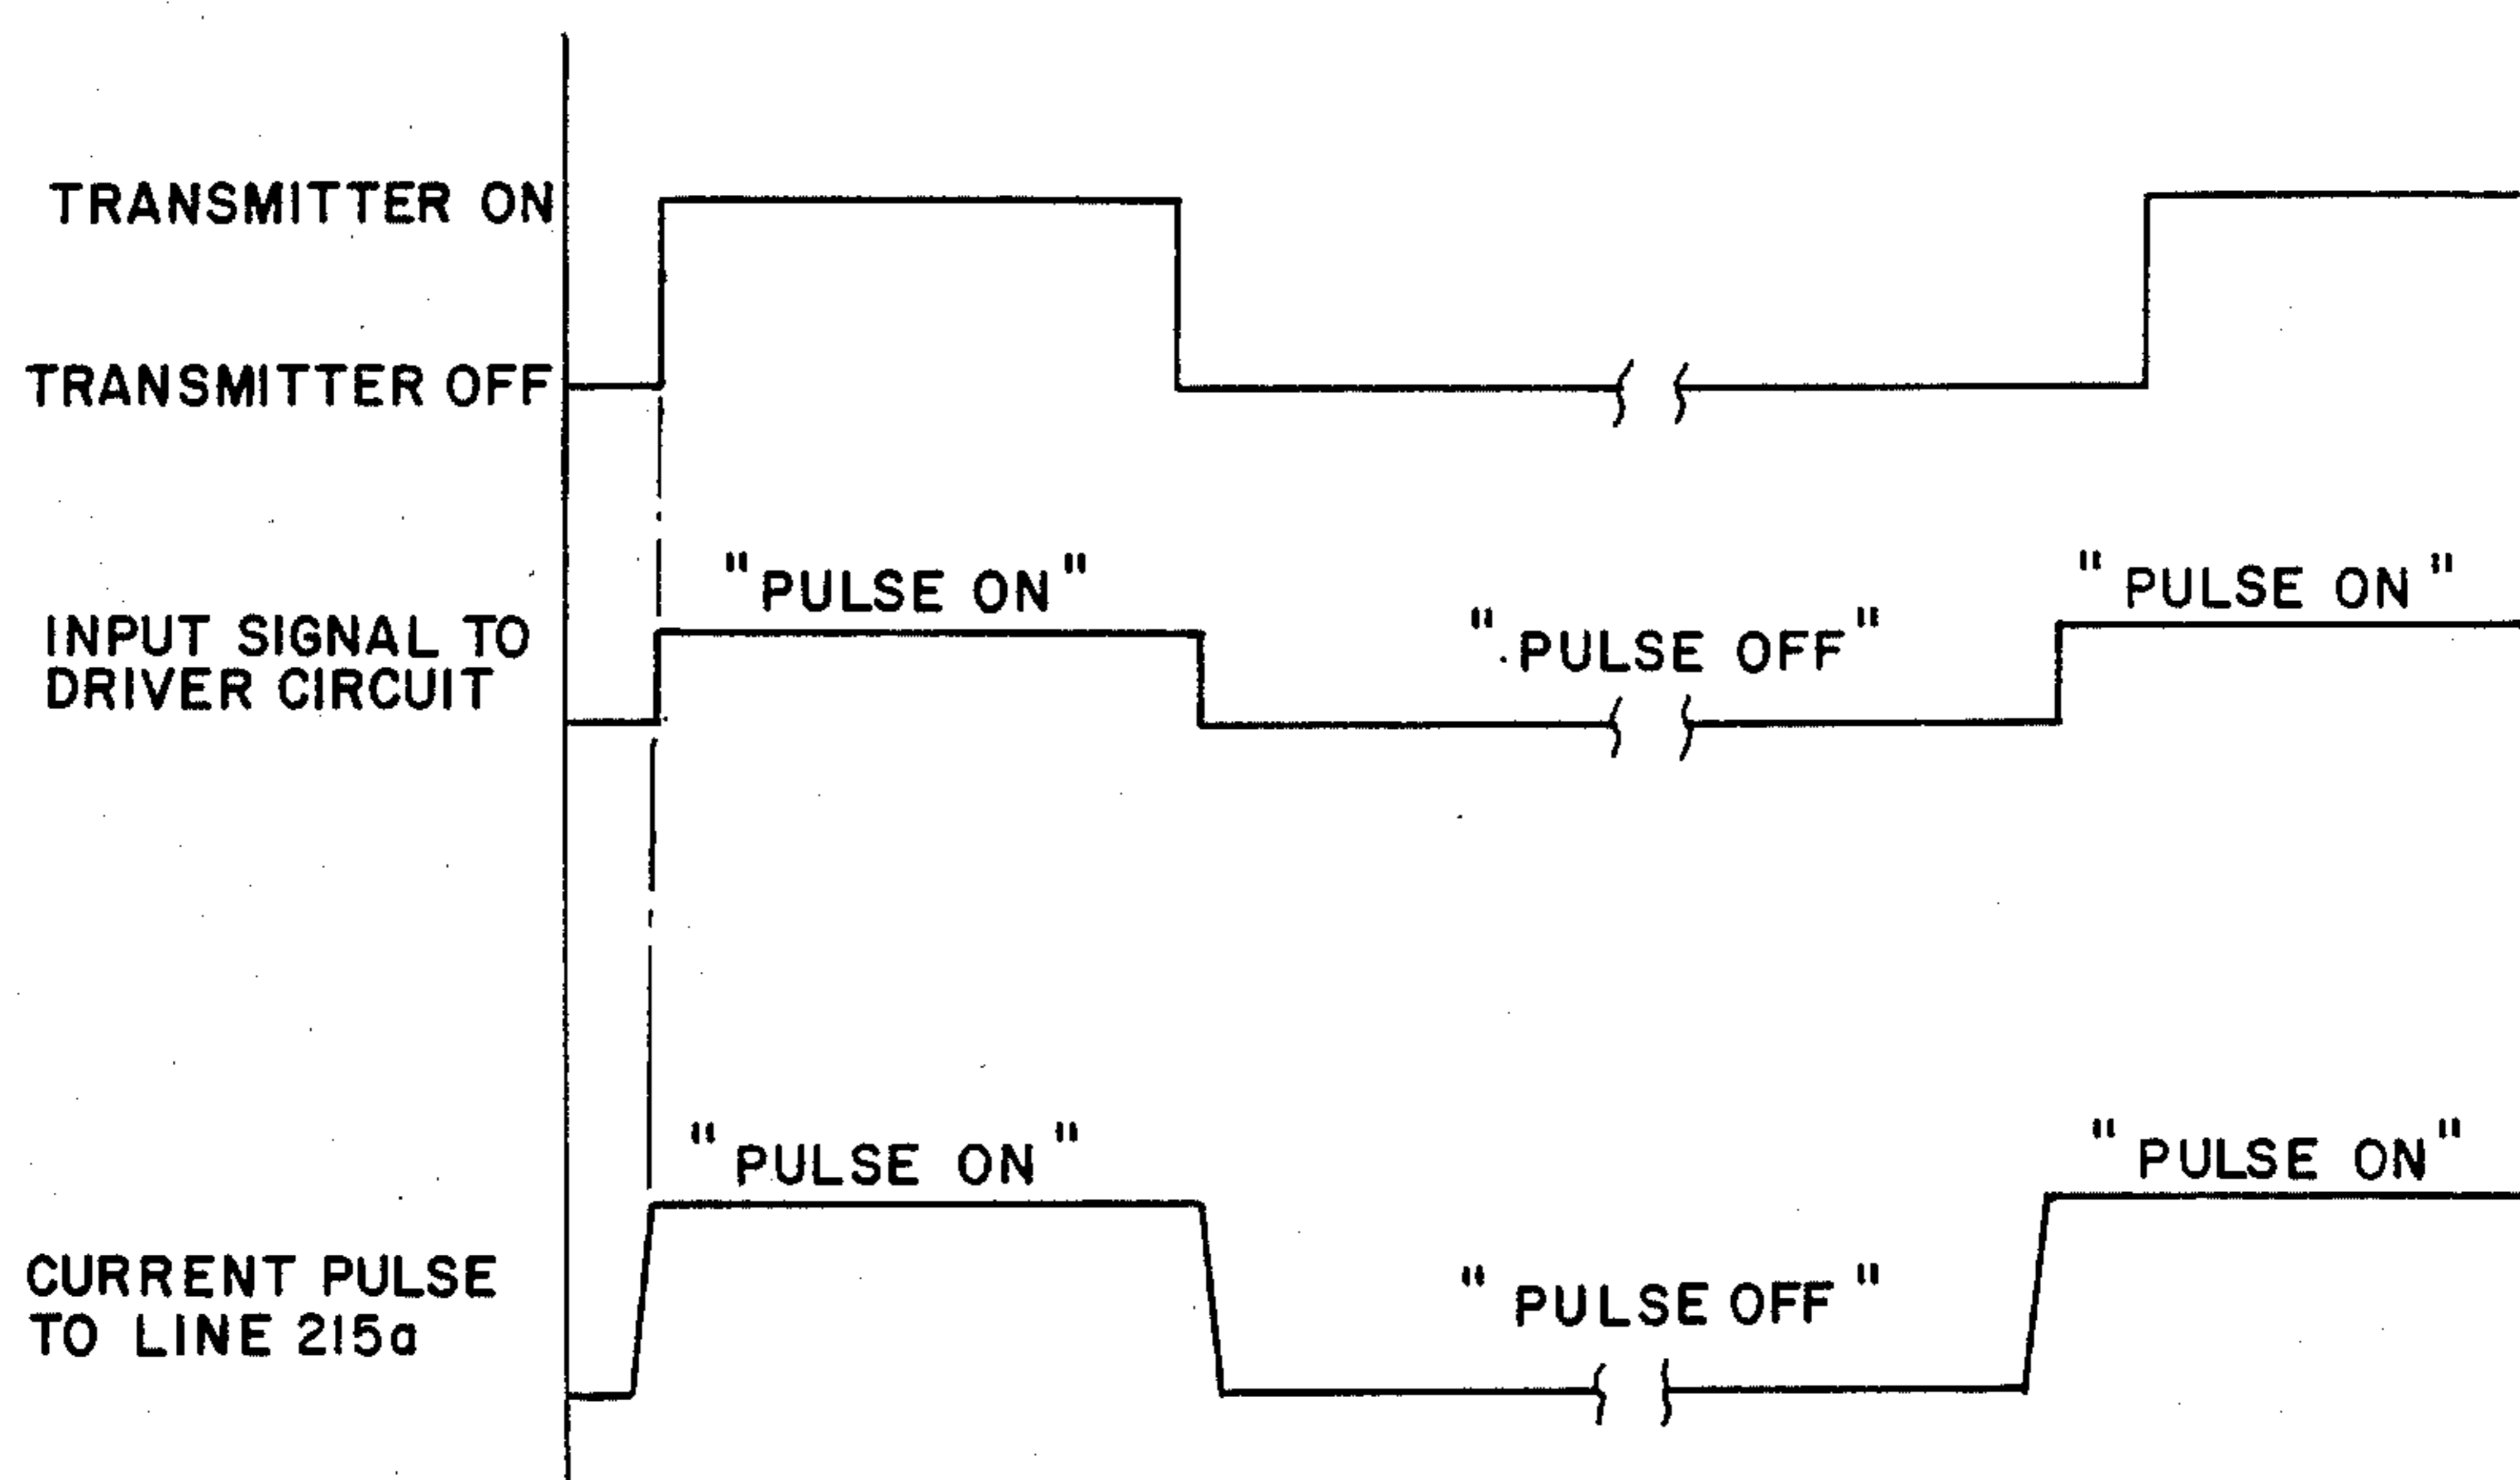 TRANSMITTER ON
TRANSMITTER OFF
"PULSE ON"
"PULSE OFF"
"PULSE ON"
INPUT SIGNAL TO
DRIVER CIRCUIT
"PULSE ON"
"PULSE OFF"
"PULSE ON"
CURRENT PULSE
TO LINE 215a